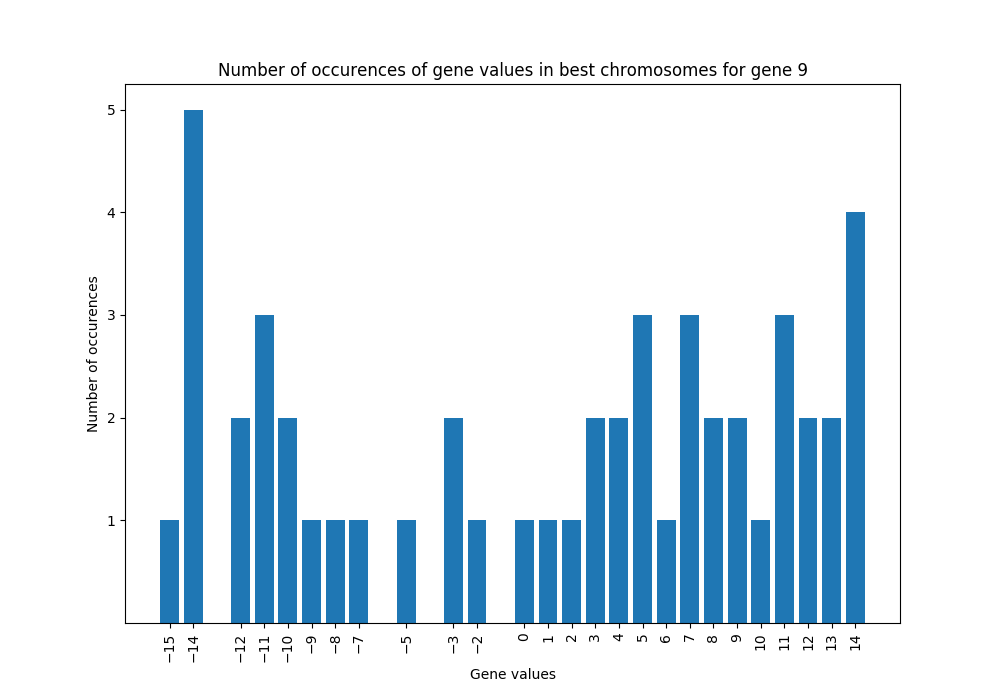 Number of occurences of gene values in best chromosomes for gene 9
Number of occurences
5
4
3
2
1
−15 −14 −12 −11 −10 −9 −8 −7 −5 −3 −2 0 1 2 3 4 5 6 7 8 9 10 11 12 13 14
Gene values